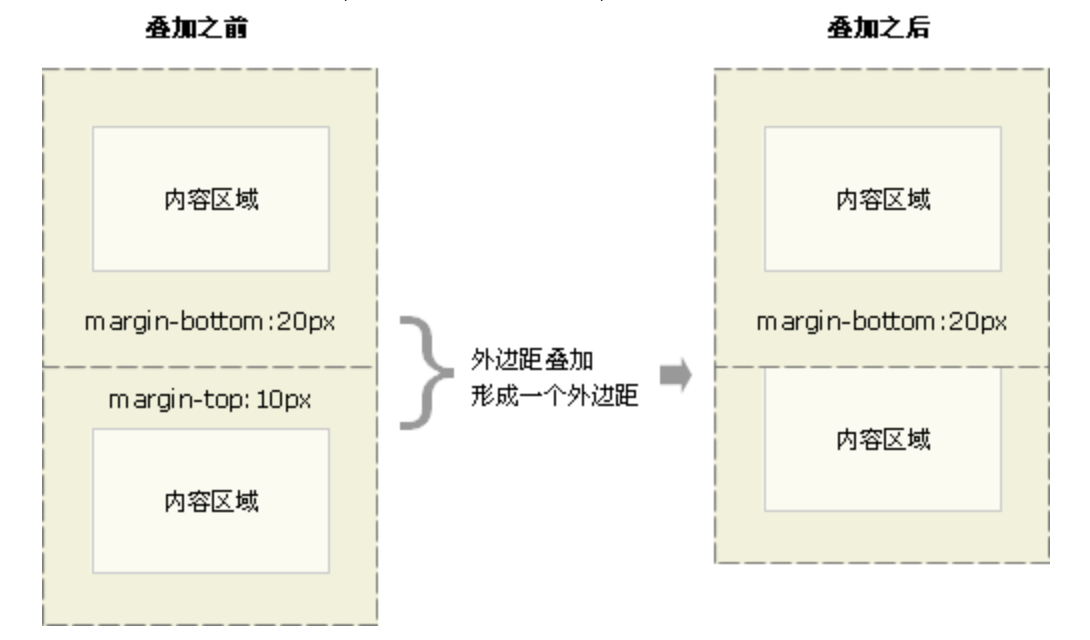 叠加之前
叠加之后
内容区域
内容区域
margin-bottom:20px
margin-bottom:20px
外边距叠加
形成一个外边距
margin-top:10px
内容区域
内容区域